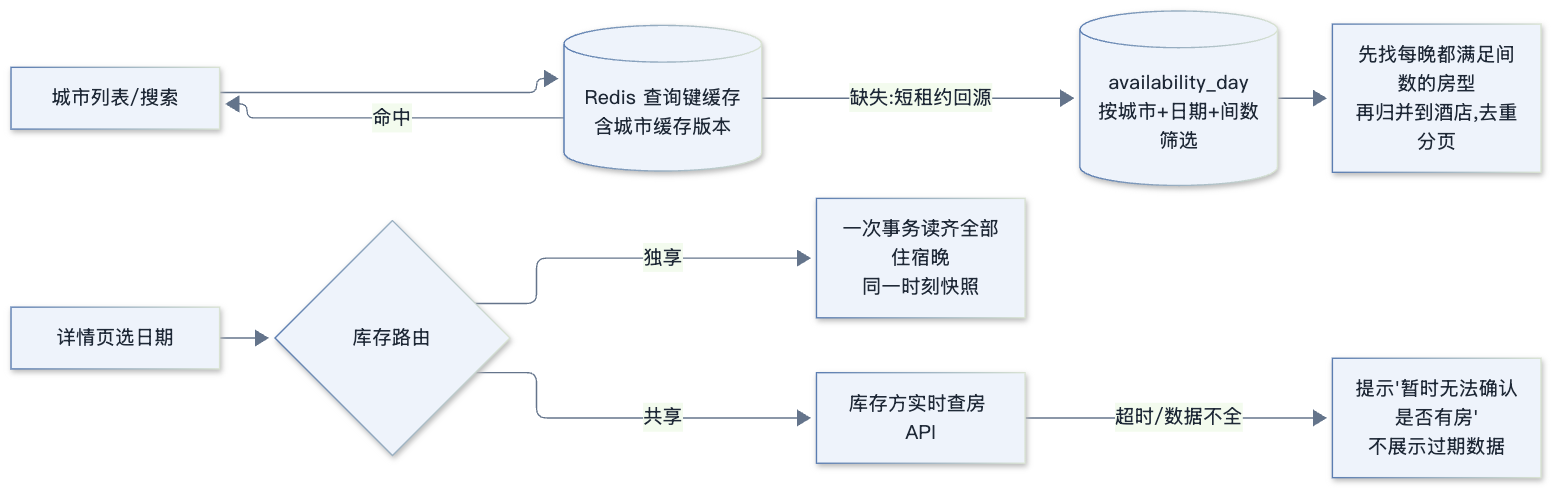 城市列表/搜索
命中
Redis 查询键缓存
含城市缓存版本
缺失:短租约回源
availability_day
按城市+日期+间数
筛选
先找每晚都满足间
数的房型
再归并到酒店,去重
分页
详情页选日期
库存路由
独享
一次事务读齐全部
住宿晚
同一时刻快照
共享
库存方实时查房
API
超时/数据不全
提示'暂时无法确认
是否有房'
不展示过期数据